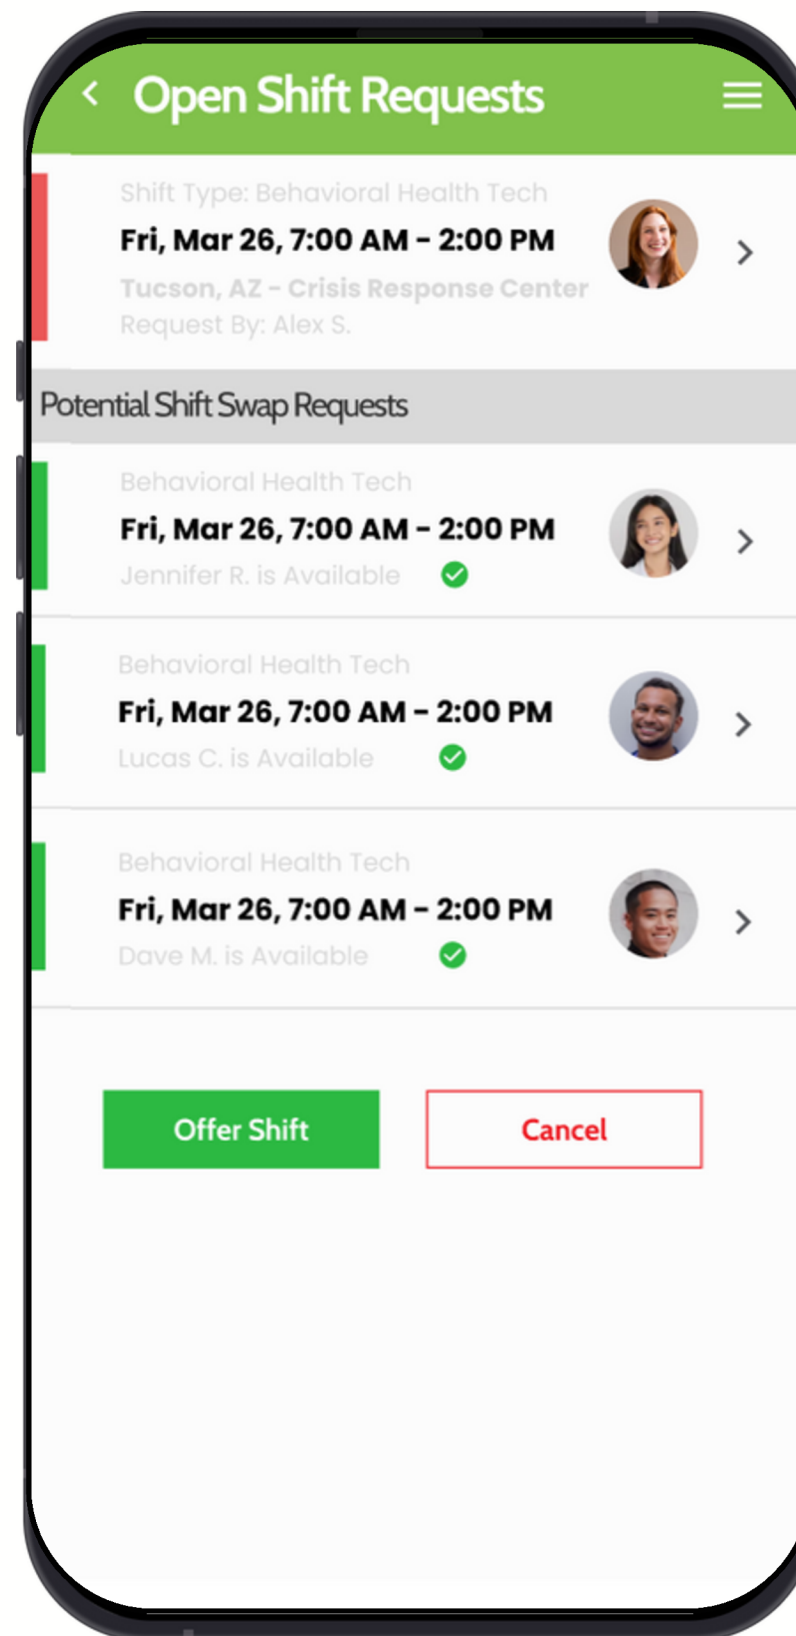 Open Shift Requests
Shift Type: Behavioral Health Tech
Fri, Mar 26, 7:00 AM - 2:00 PM
Tucson, AZ - Crisis Response Center
Request By: Alex S.
Potential Shift Swap Requests
Behavioral Health Tech
Fri, Mar 26, 7:00 AM - 2:00 PM
Jennifer R. is Available
Behavioral Health Tech
Fri, Mar 26, 7:00 AM - 2:00 PM
Lucas C. is Available
Behavioral Health Tech
Fri, Mar 26, 7:00 AM - 2:00 PM
Dave M. is Available
Offer Shift
Cancel